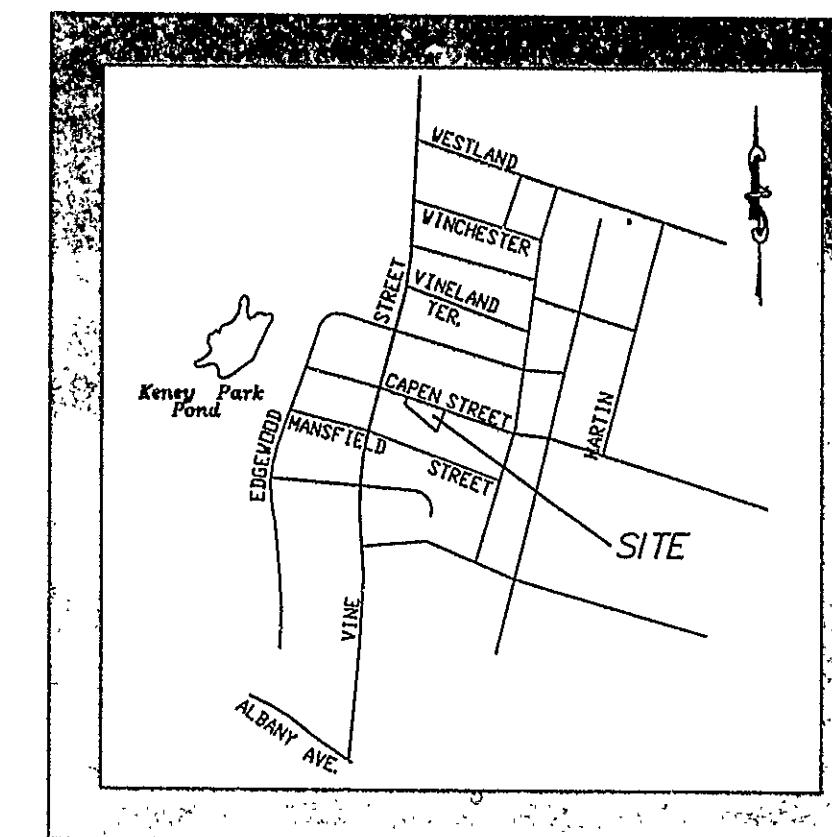 WESTLAND
WINCHESTER
STREET
VINELAND
TER.
Keney Park
Pond
CAPEN STREET
EDGEWOOD
MANSFIELD
STREET
MARTIN
SITE
VINE
ALBANY AVE.